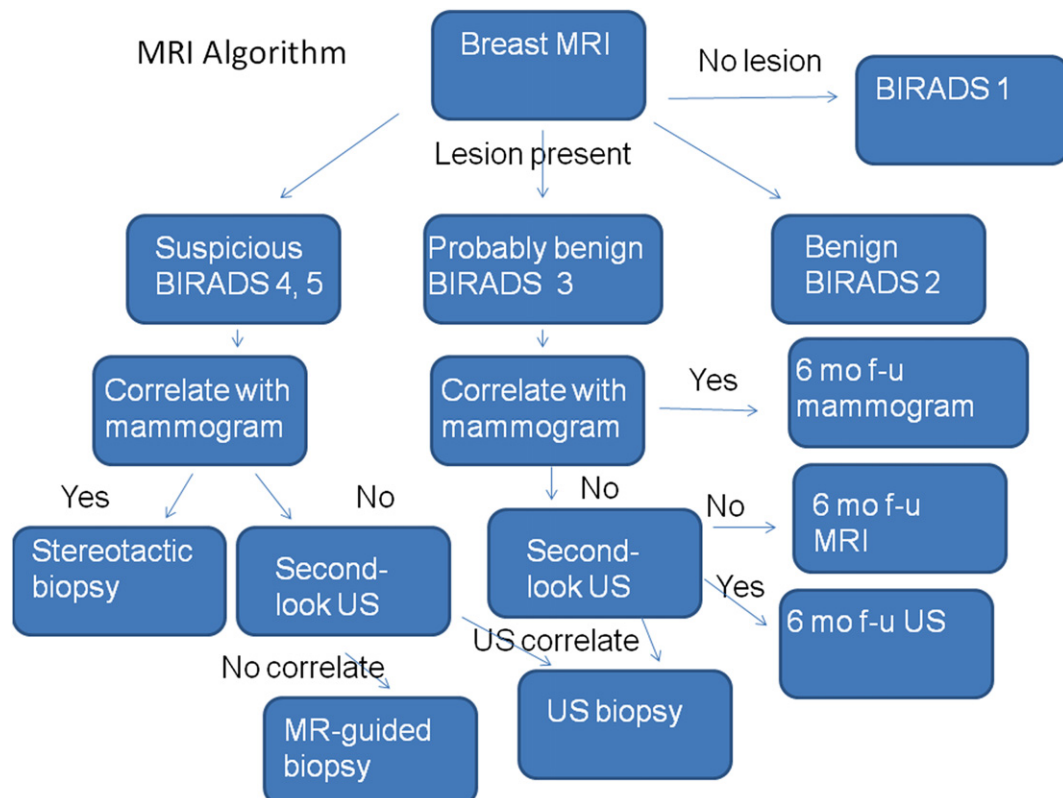 MRI Algorithm
Breast MRI
No lesion
BIRADS 1
Lesion present
Suspicious
BIRADS 4, 5
Probably benign
BIRADS 3
Benign
BIRADS 2
Correlate with
mammogram
Correlate with
mammogram
Yes
6 mo f-u
mammogram
Yes
No
No
No
6 mo f-u
MRI
Stereotactic
biopsy
Second-
look US
Second-
look US
Yes
6 mo f-u US
No correlate
US correlate
MR-guided
biopsy
US biopsy